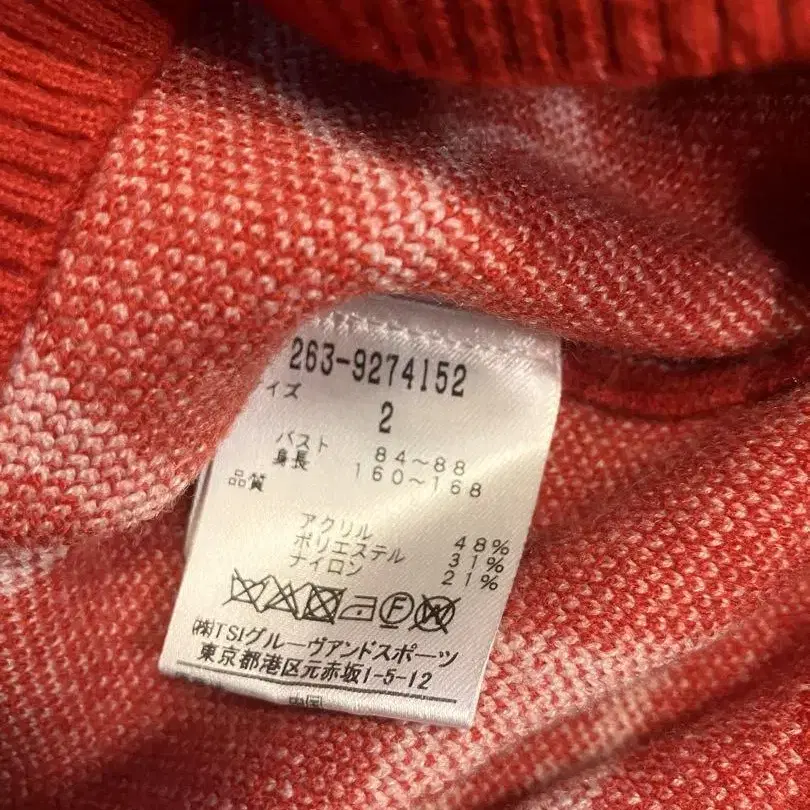 263-9274152
イズ
2
バスト 84～88
身長 160～168
品質
アクリル 48%
ポリエステル 31%
ナイロン 21%
F W
(株)TSIグルーヴアンドスポーツ
東京都港区元赤坂1-5-12